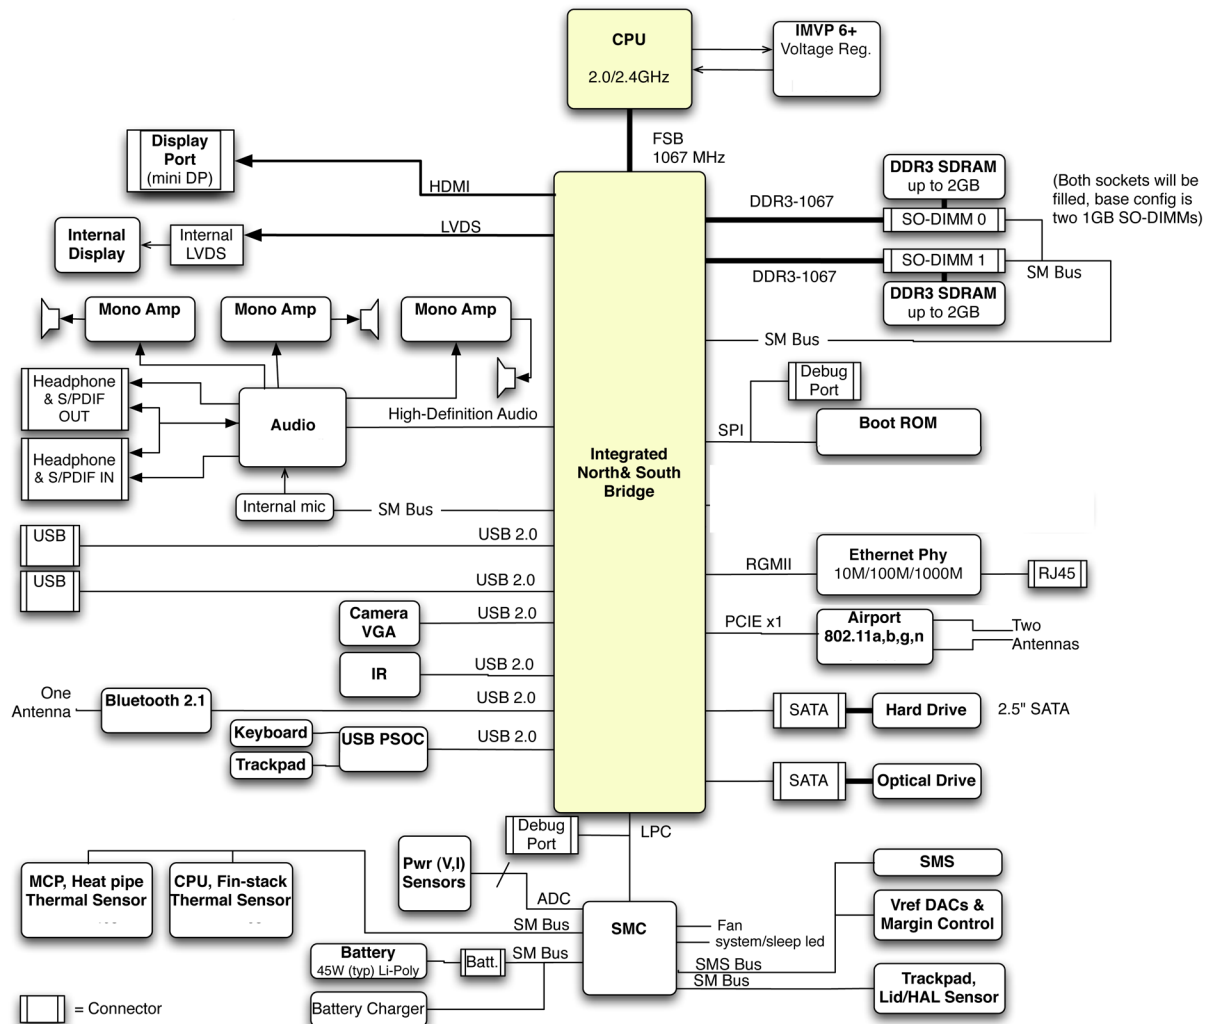 CPU
2.0/2.4GHz
IMVP 6+
Voltage Reg.
FSB
1067 MHz
Display
Port
(mini DP)
HDMI
DDR3-1067
DDR3 SDRAM
up to 2GB
SO-DIMM 0
(Both sockets will be
filled, base config is
two 1GB SO-DIMMs)
Internal
Display
Internal
LVDS
LVDS
DDR3-1067
SO-DIMM 1
SM Bus
DDR3 SDRAM
up to 2GB
Mono Amp
Mono Amp
Mono Amp
SM Bus
Headphone
& S/PDIF
OUT
Audio
High-Definition Audio
Debug
Port
SPI
Boot ROM
Headphone
& S/PDIF IN
Integrated
North& South
Bridge
Internal mic
SM Bus
USB
USB 2.0
USB
USB 2.0
RGMII
Ethernet Phy
10M/100M/1000M
RJ45
Camera
VGA
USB 2.0
PCIE x1
Airport
802.11a,b,g,n
Two
Antennas
IR
USB 2.0
One
Antenna
Bluetooth 2.1
USB 2.0
SATA
Hard Drive
2.5" SATA
Keyboard
Trackpad
USB PSOC
USB 2.0
SATA
Optical Drive
Debug
Port
LPC
MCP, Heat pipe
Thermal Sensor
CPU, Fin-stack
Thermal Sensor
Pwr (V,I)
Sensors
ADC
SM Bus
SMC
Fan
system/sleep led
SMS Bus
SM Bus
SMS
Vref DACs &
Margin Control
Trackpad,
Lid/HAL Sensor
Battery
45W (typ) Li-Poly
Batt.
SM Bus
Battery Charger
= Connector